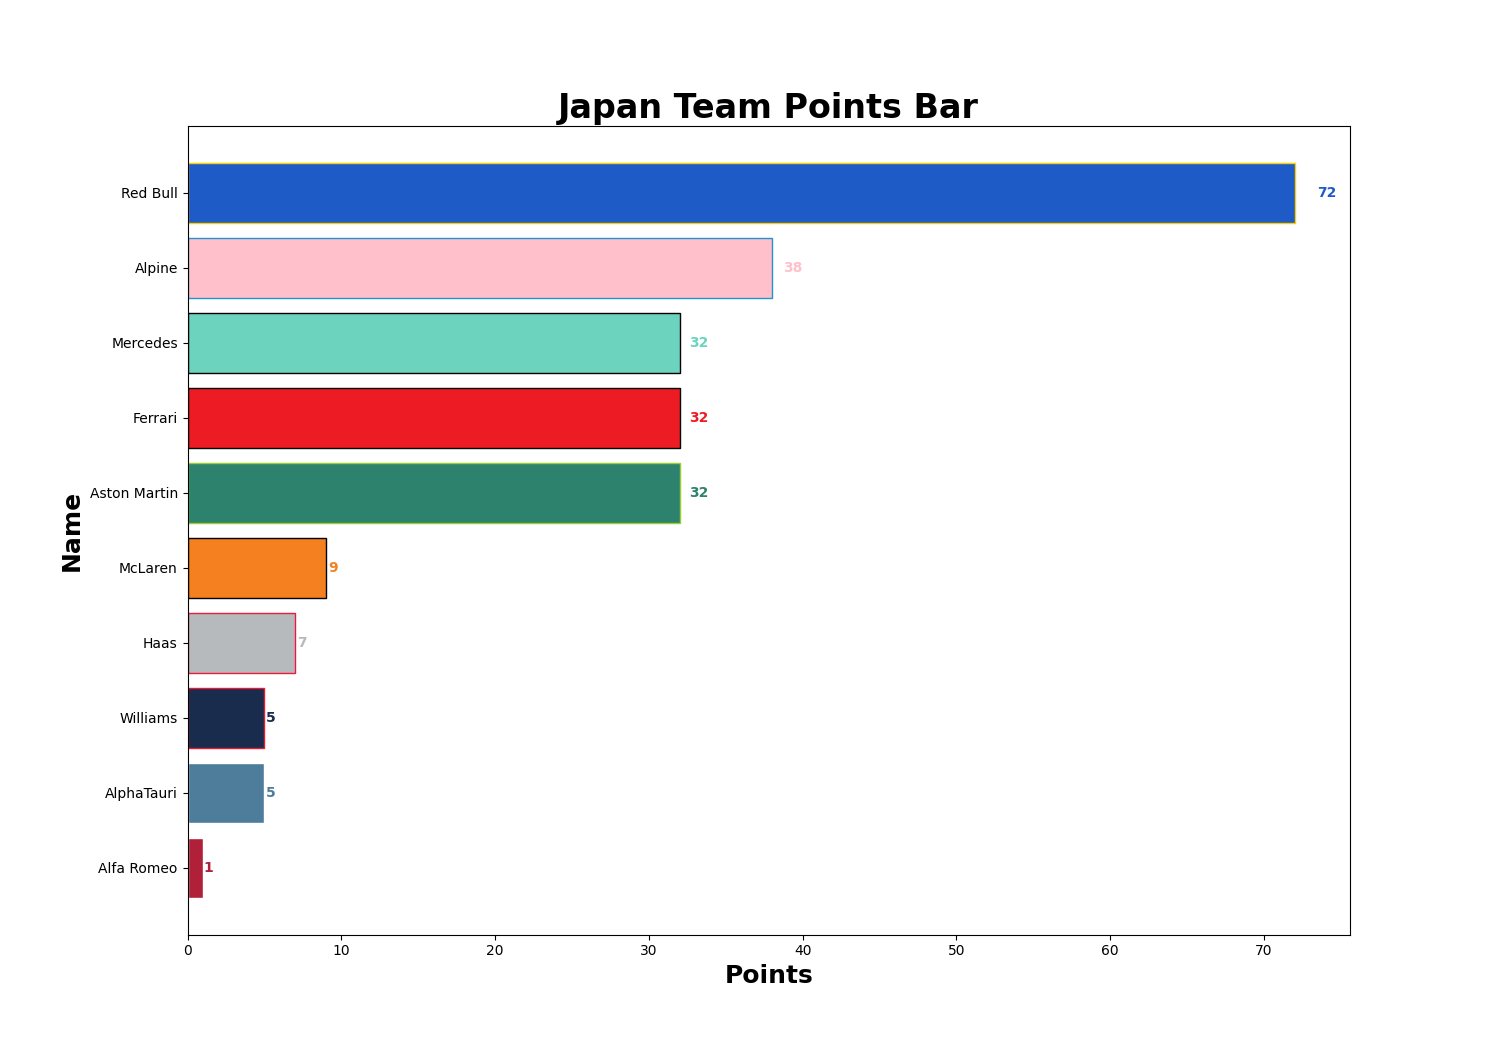 Japan Team Points Bar
Red Bull 72
Alpine 38
Mercedes 32
Ferrari 32
Aston Martin 32
Name
McLaren 9
Haas 7
Williams 5
AlphaTauri 5
Alfa Romeo 1
0 10 20 30 40 50 60 70
Points